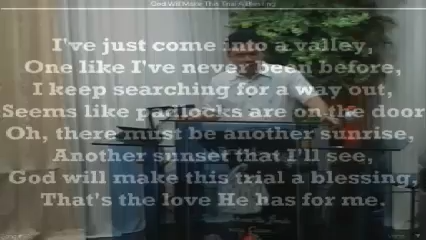 God Will Make This Trial A Blessing
I've just come into a valley,
One like I've never been before,
I keep searching for a way out,
Seems like padlocks are on the door
Oh, there must be another sunrise,
Another sunset that I'll see,
God will make this trial a blessing,
That's the love He has for me.